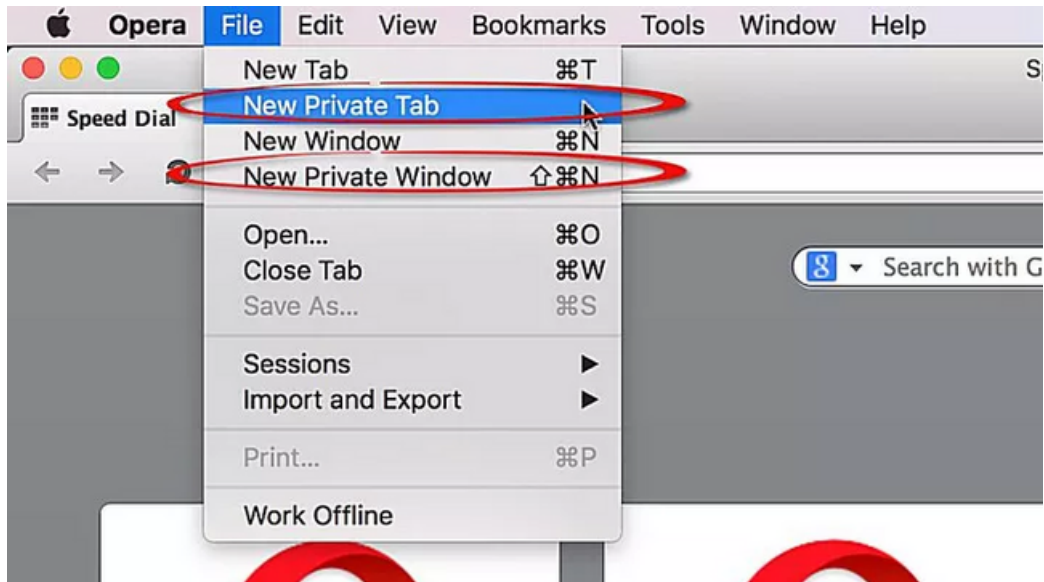 Opera File Edit View Bookmarks Tools Window Help
New Tab ⌘T
Speed Dial
New Private Tab
New Window ⌘N
New Private Window ⇧⌘N
Open... ⌘O
Close Tab ⌘W
Save As... ⌘S
Search with G
Sessions ▶
Import and Export ▶
Print... ⌘P
Work Offline